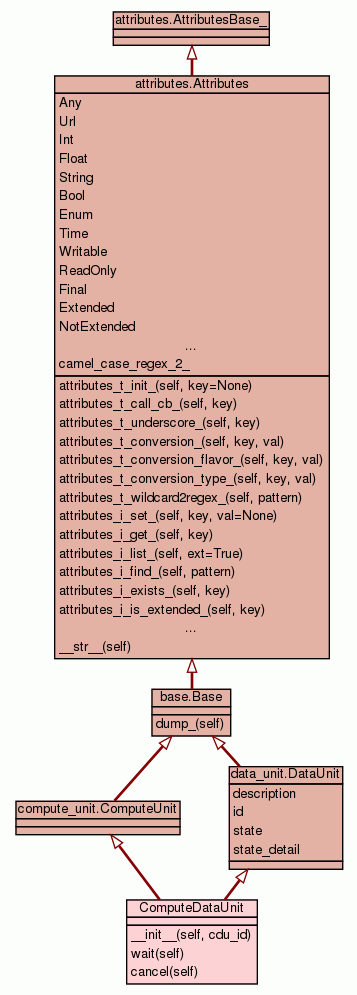 attributes.AttributesBase_
attributes.Attributes
Any
Url
Int
Float
String
Bool
Enum
Time
Writable
ReadOnly
Final
Extended
NotExtended
...
camel_case_regex_2_
attributes_t_init_(self, key=None)
attributes_t_call_cb_(self, key)
attributes_t_underscore_(self, key)
attributes_t_conversion_(self, key, val)
attributes_t_conversion_flavor_(self, key, val)
attributes_t_conversion_type_(self, key, val)
attributes_t_wildcard2regex_(self, pattern)
attributes_i_set_(self, key, val=None)
attributes_i_get_(self, key)
attributes_i_list_(self, ext=True)
attributes_i_find_(self, pattern)
attributes_i_exists_(self, key)
attributes_i_is_extended_(self, key)
...
__str__(self)
base.Base
dump_(self)
data_unit.DataUnit
description
id
state
state_detail
compute_unit.ComputeUnit
ComputeDataUnit
__init__(self, cdu_id)
wait(self)
cancel(self)